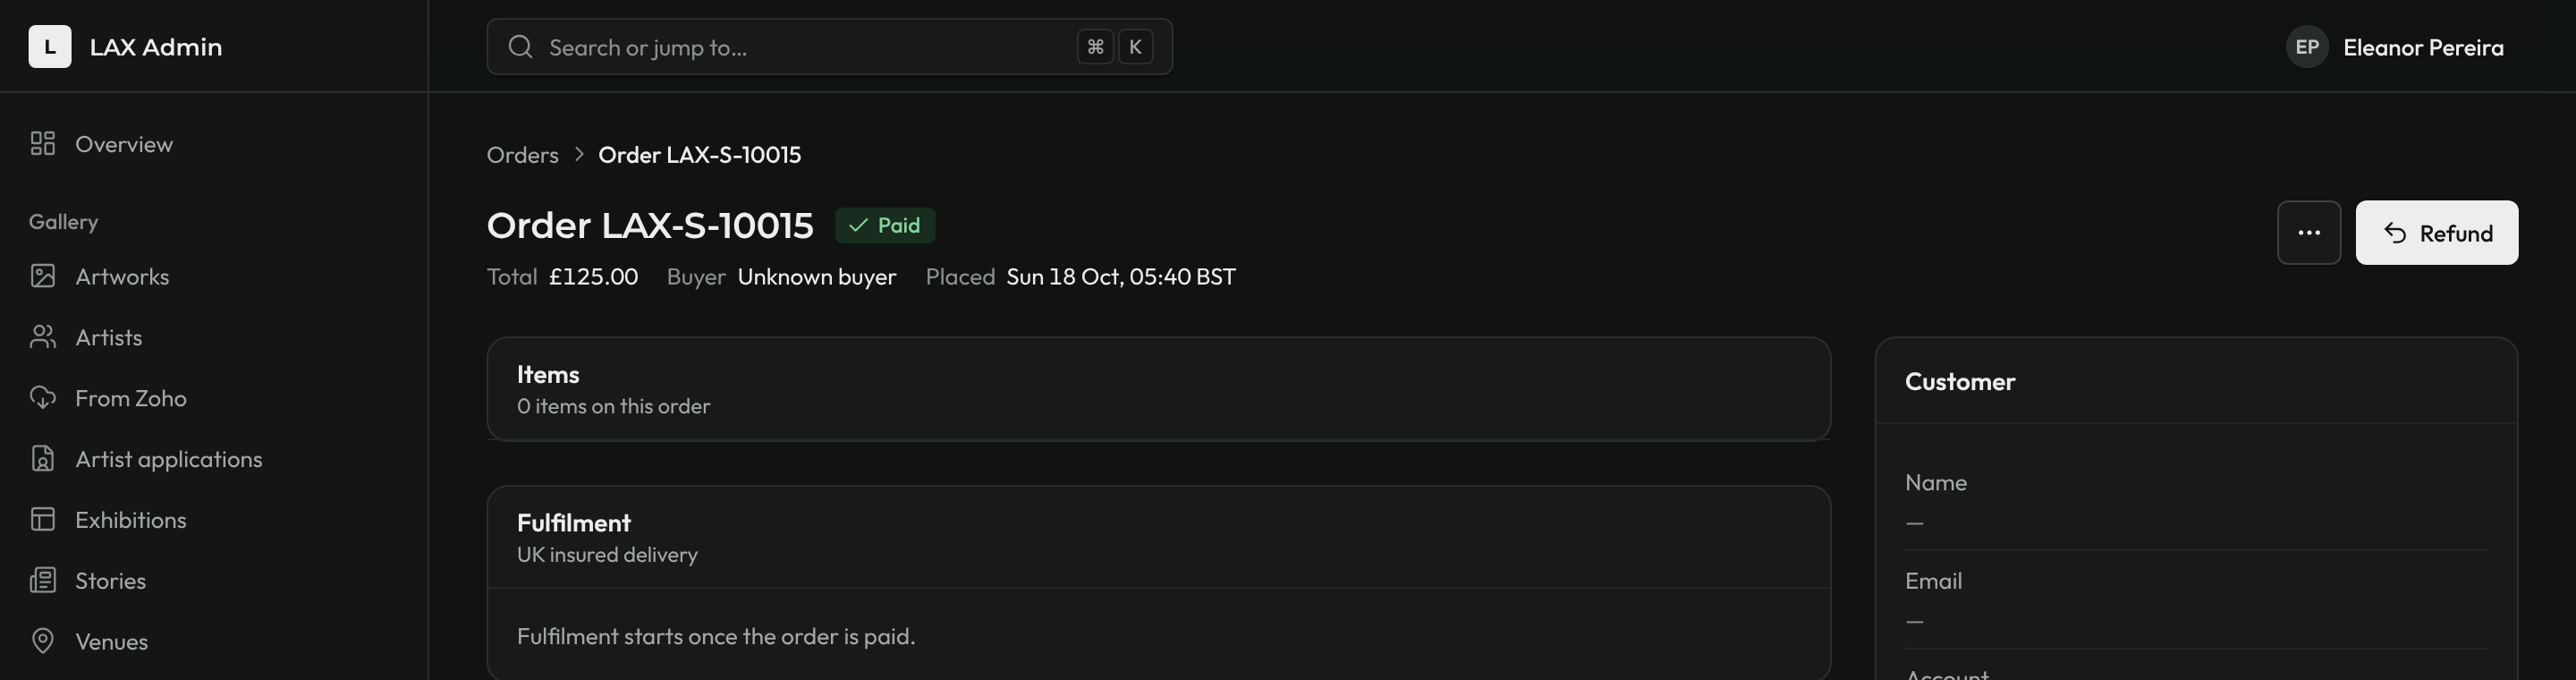 L LAX Admin
Search or jump to... ⌘ K
EP Eleanor Pereira
Overview
Gallery
Artworks
Artists
From Zoho
Artist applications
Exhibitions
Stories
Venues
Orders > Order LAX-S-10015
Order LAX-S-10015 Paid
Total £125.00 Buyer Unknown buyer Placed Sun 18 Oct, 05:40 BST
... Refund
Items
0 items on this order
Fulfilment
UK insured delivery
Fulfilment starts once the order is paid.
Customer
Name
—
Email
—
Account